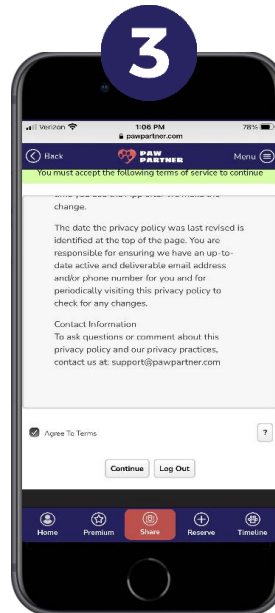 3
Verizon 1:06 PM 78%
pawpartner.com
Back PAW PARTNER Menu
You must accept the following terms of service to continue
change.
The date the privacy policy was last revised is
identified at the top of the page. You are
responsible for ensuring we have an up-to-
date active and deliverable email address
and/or phone number for you and for
periodically visiting this privacy policy to
check for any changes.
Contact Information
To ask questions or comment about this
privacy policy and our privacy practices,
contact us at: support@pawpartner.com
Agree To Terms ?
Continue Log Out
Home Premium Share Reserve Timeline